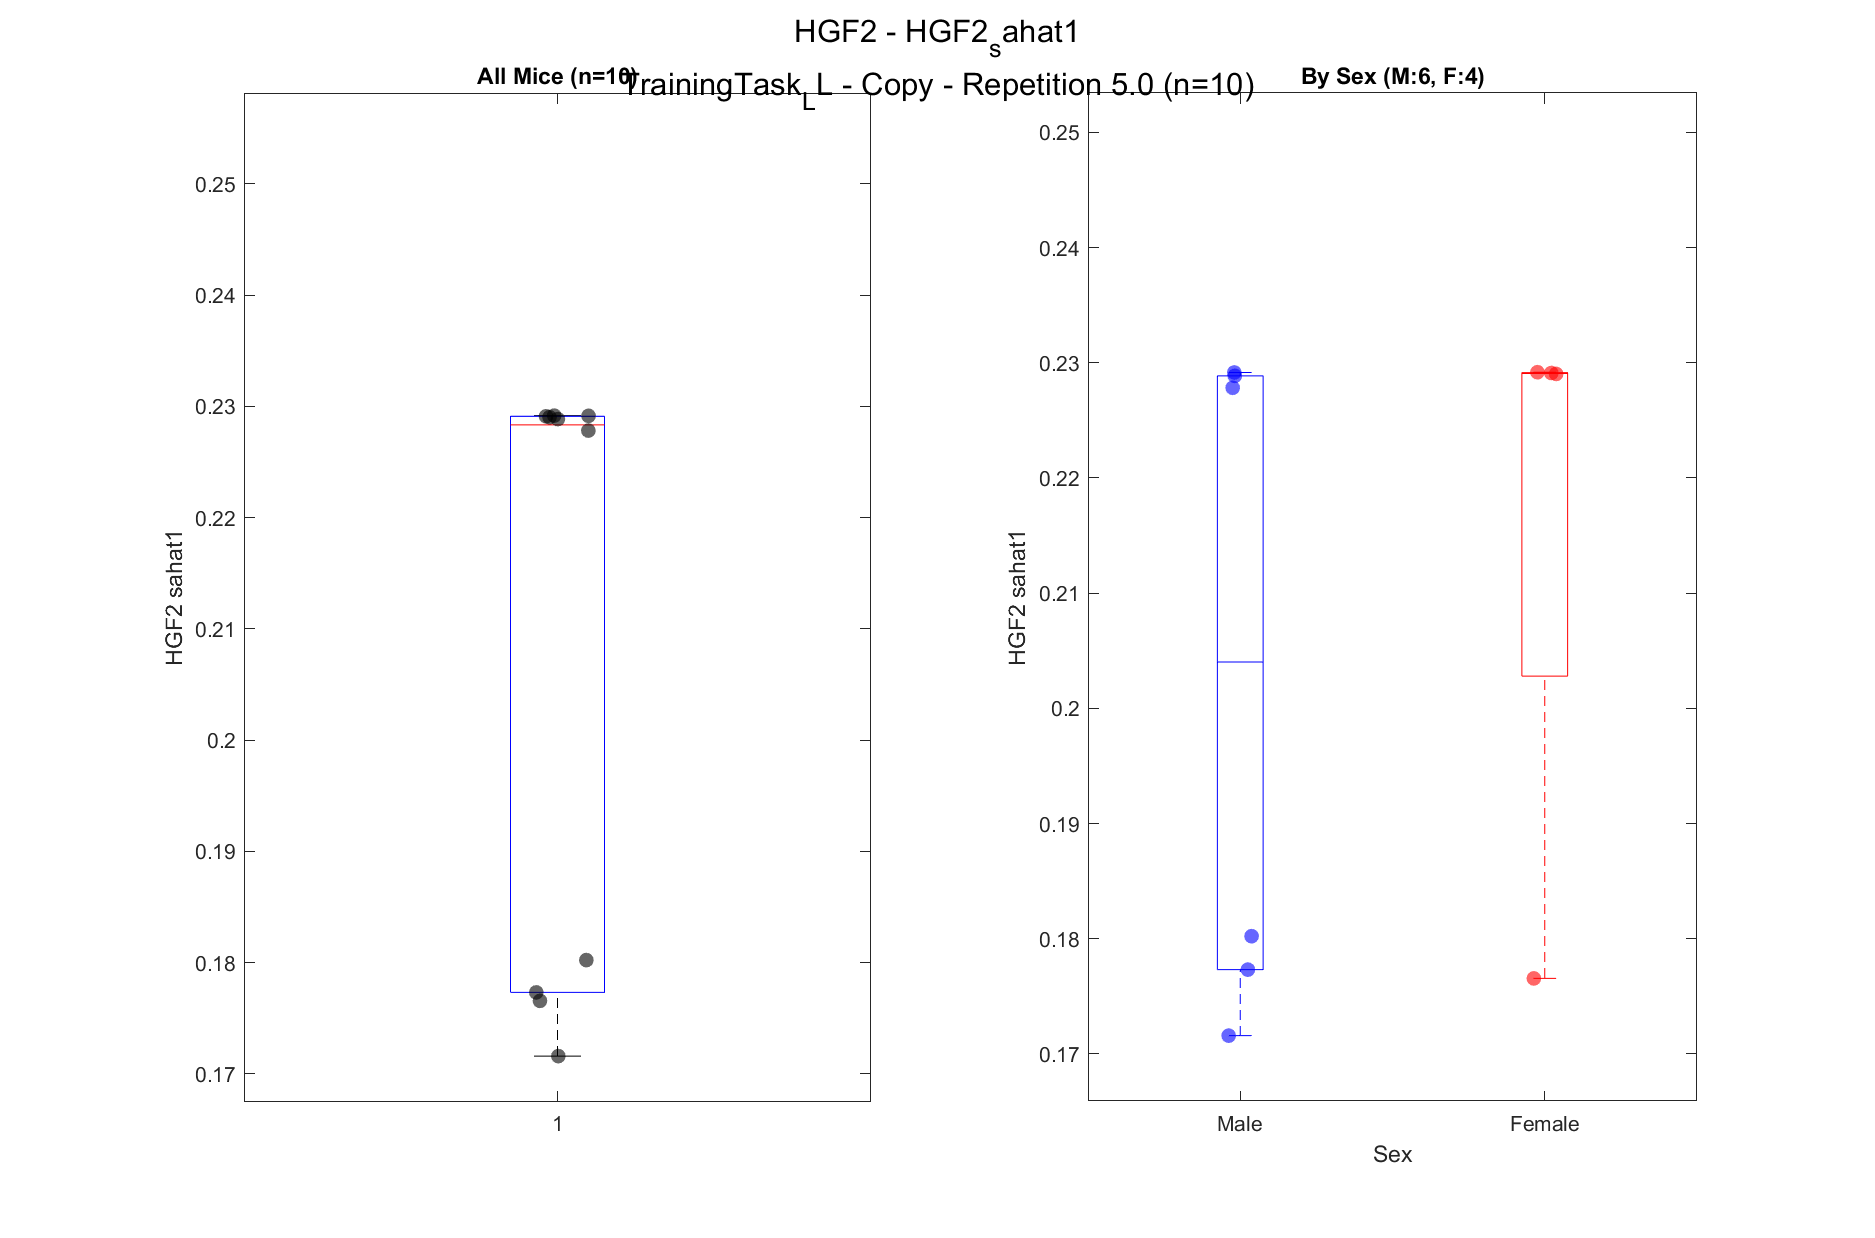 HGF2 - HGF2sahat1
TrainingTaskLL - Copy - Repetition 5.0 (n=10)
All Mice (n=10)
0.25
0.24
0.23
0.22
0.21
0.2
0.19
0.18
0.17
HGF2 sahat1
1
By Sex (M:6, F:4)
0.25
0.24
0.23
0.22
0.21
0.2
0.19
0.18
0.17
HGF2 sahat1
Male Female
Sex